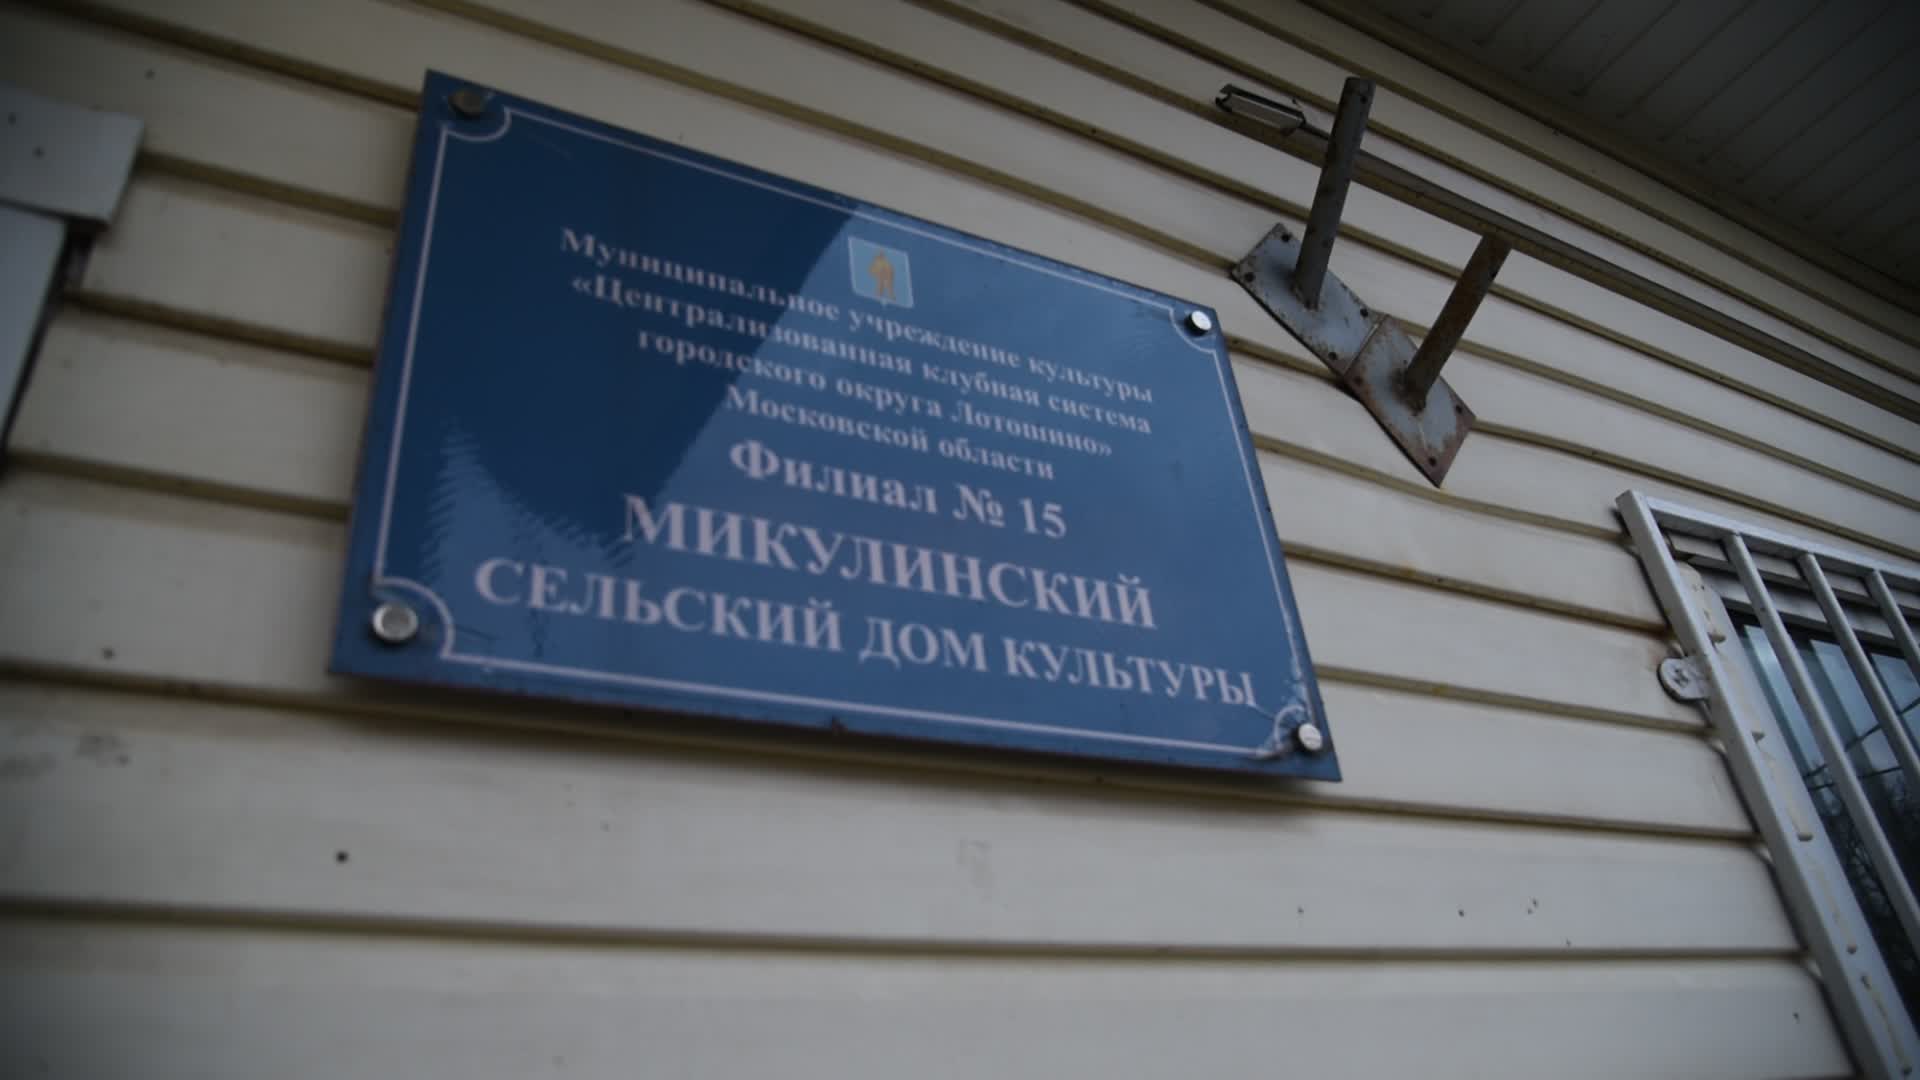 Муниципальное учреждение культуры
«Централизованная клубная система
городского округа Лотошино»
Московской области
Филиал № 15
МИКУЛИНСКИЙ
СЕЛЬСКИЙ ДОМ КУЛЬТУРЫ